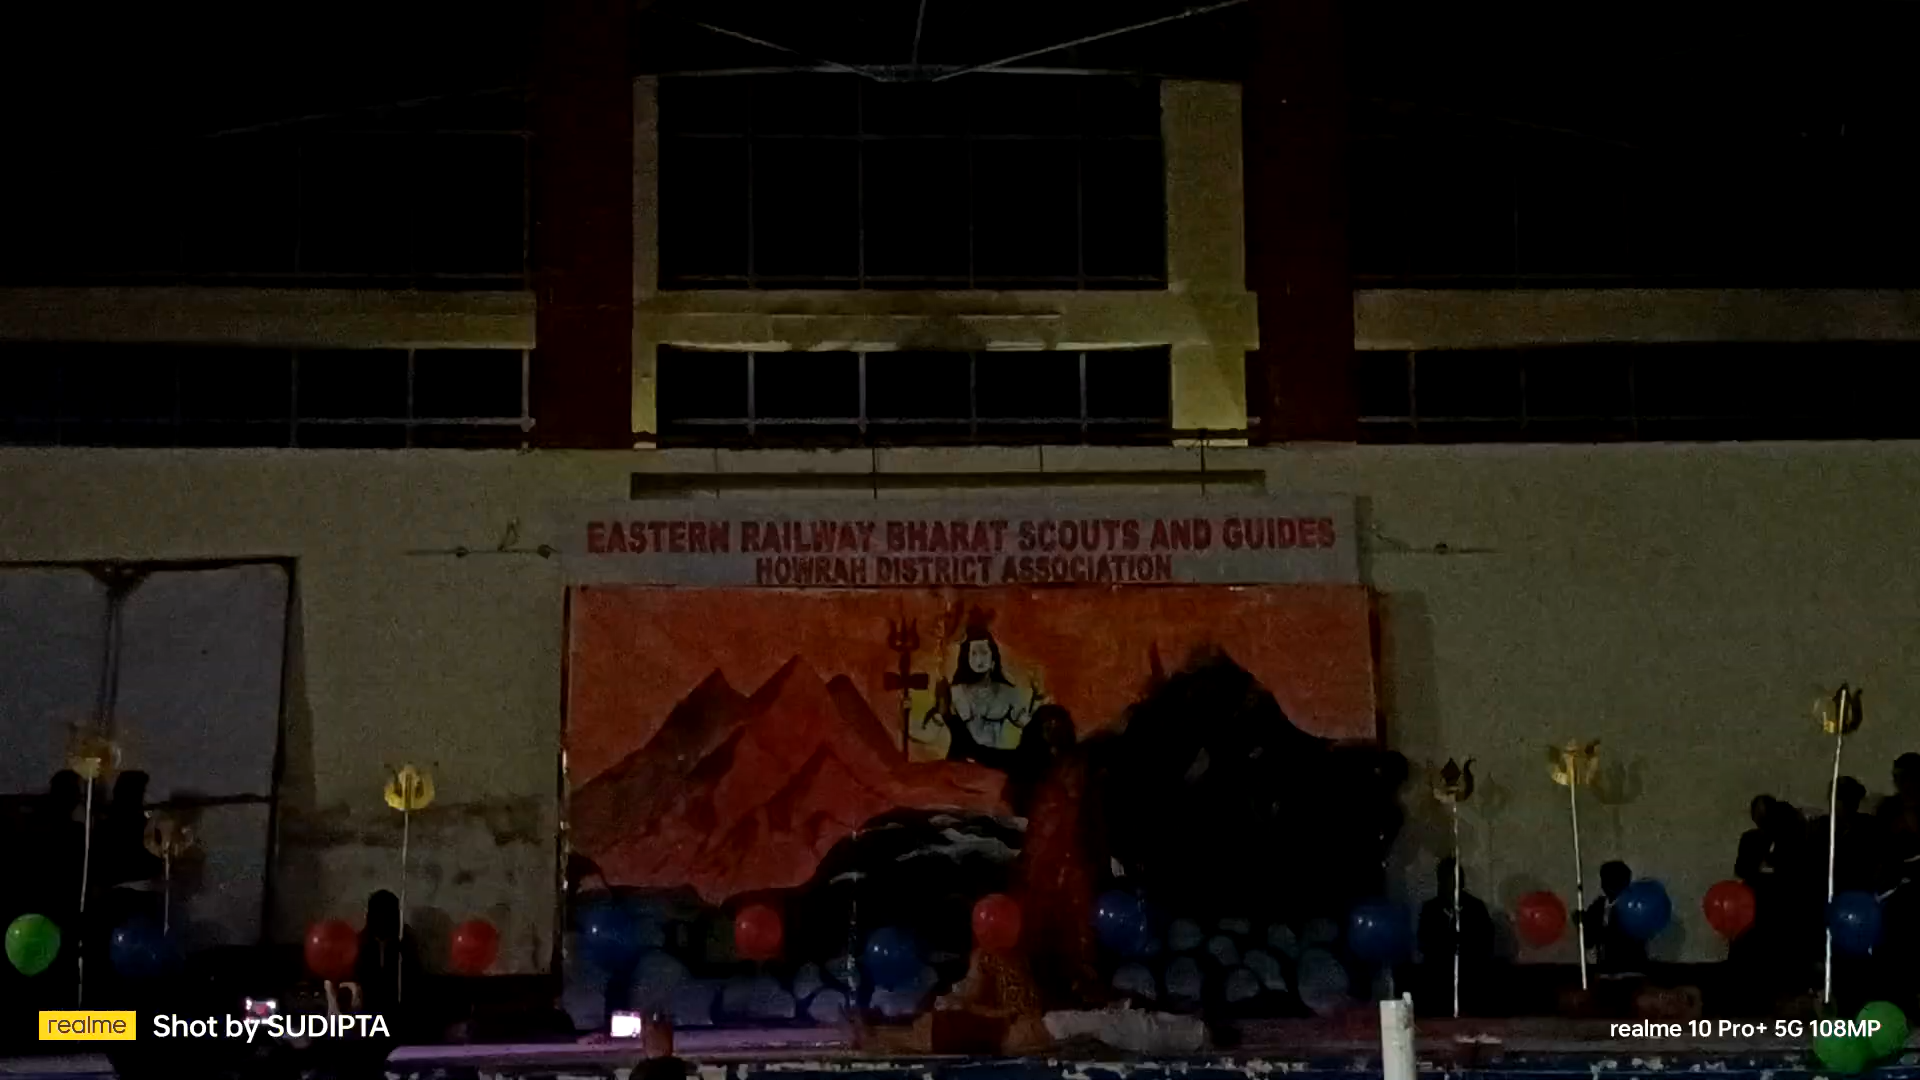 EASTERN RAILWAY BHARAT SCOUTS AND GUIDES
HOWRAH DISTRICT ASSOCIATION
realme Shot by SUDIPTA
realme 10 Pro+ 5G 108MP